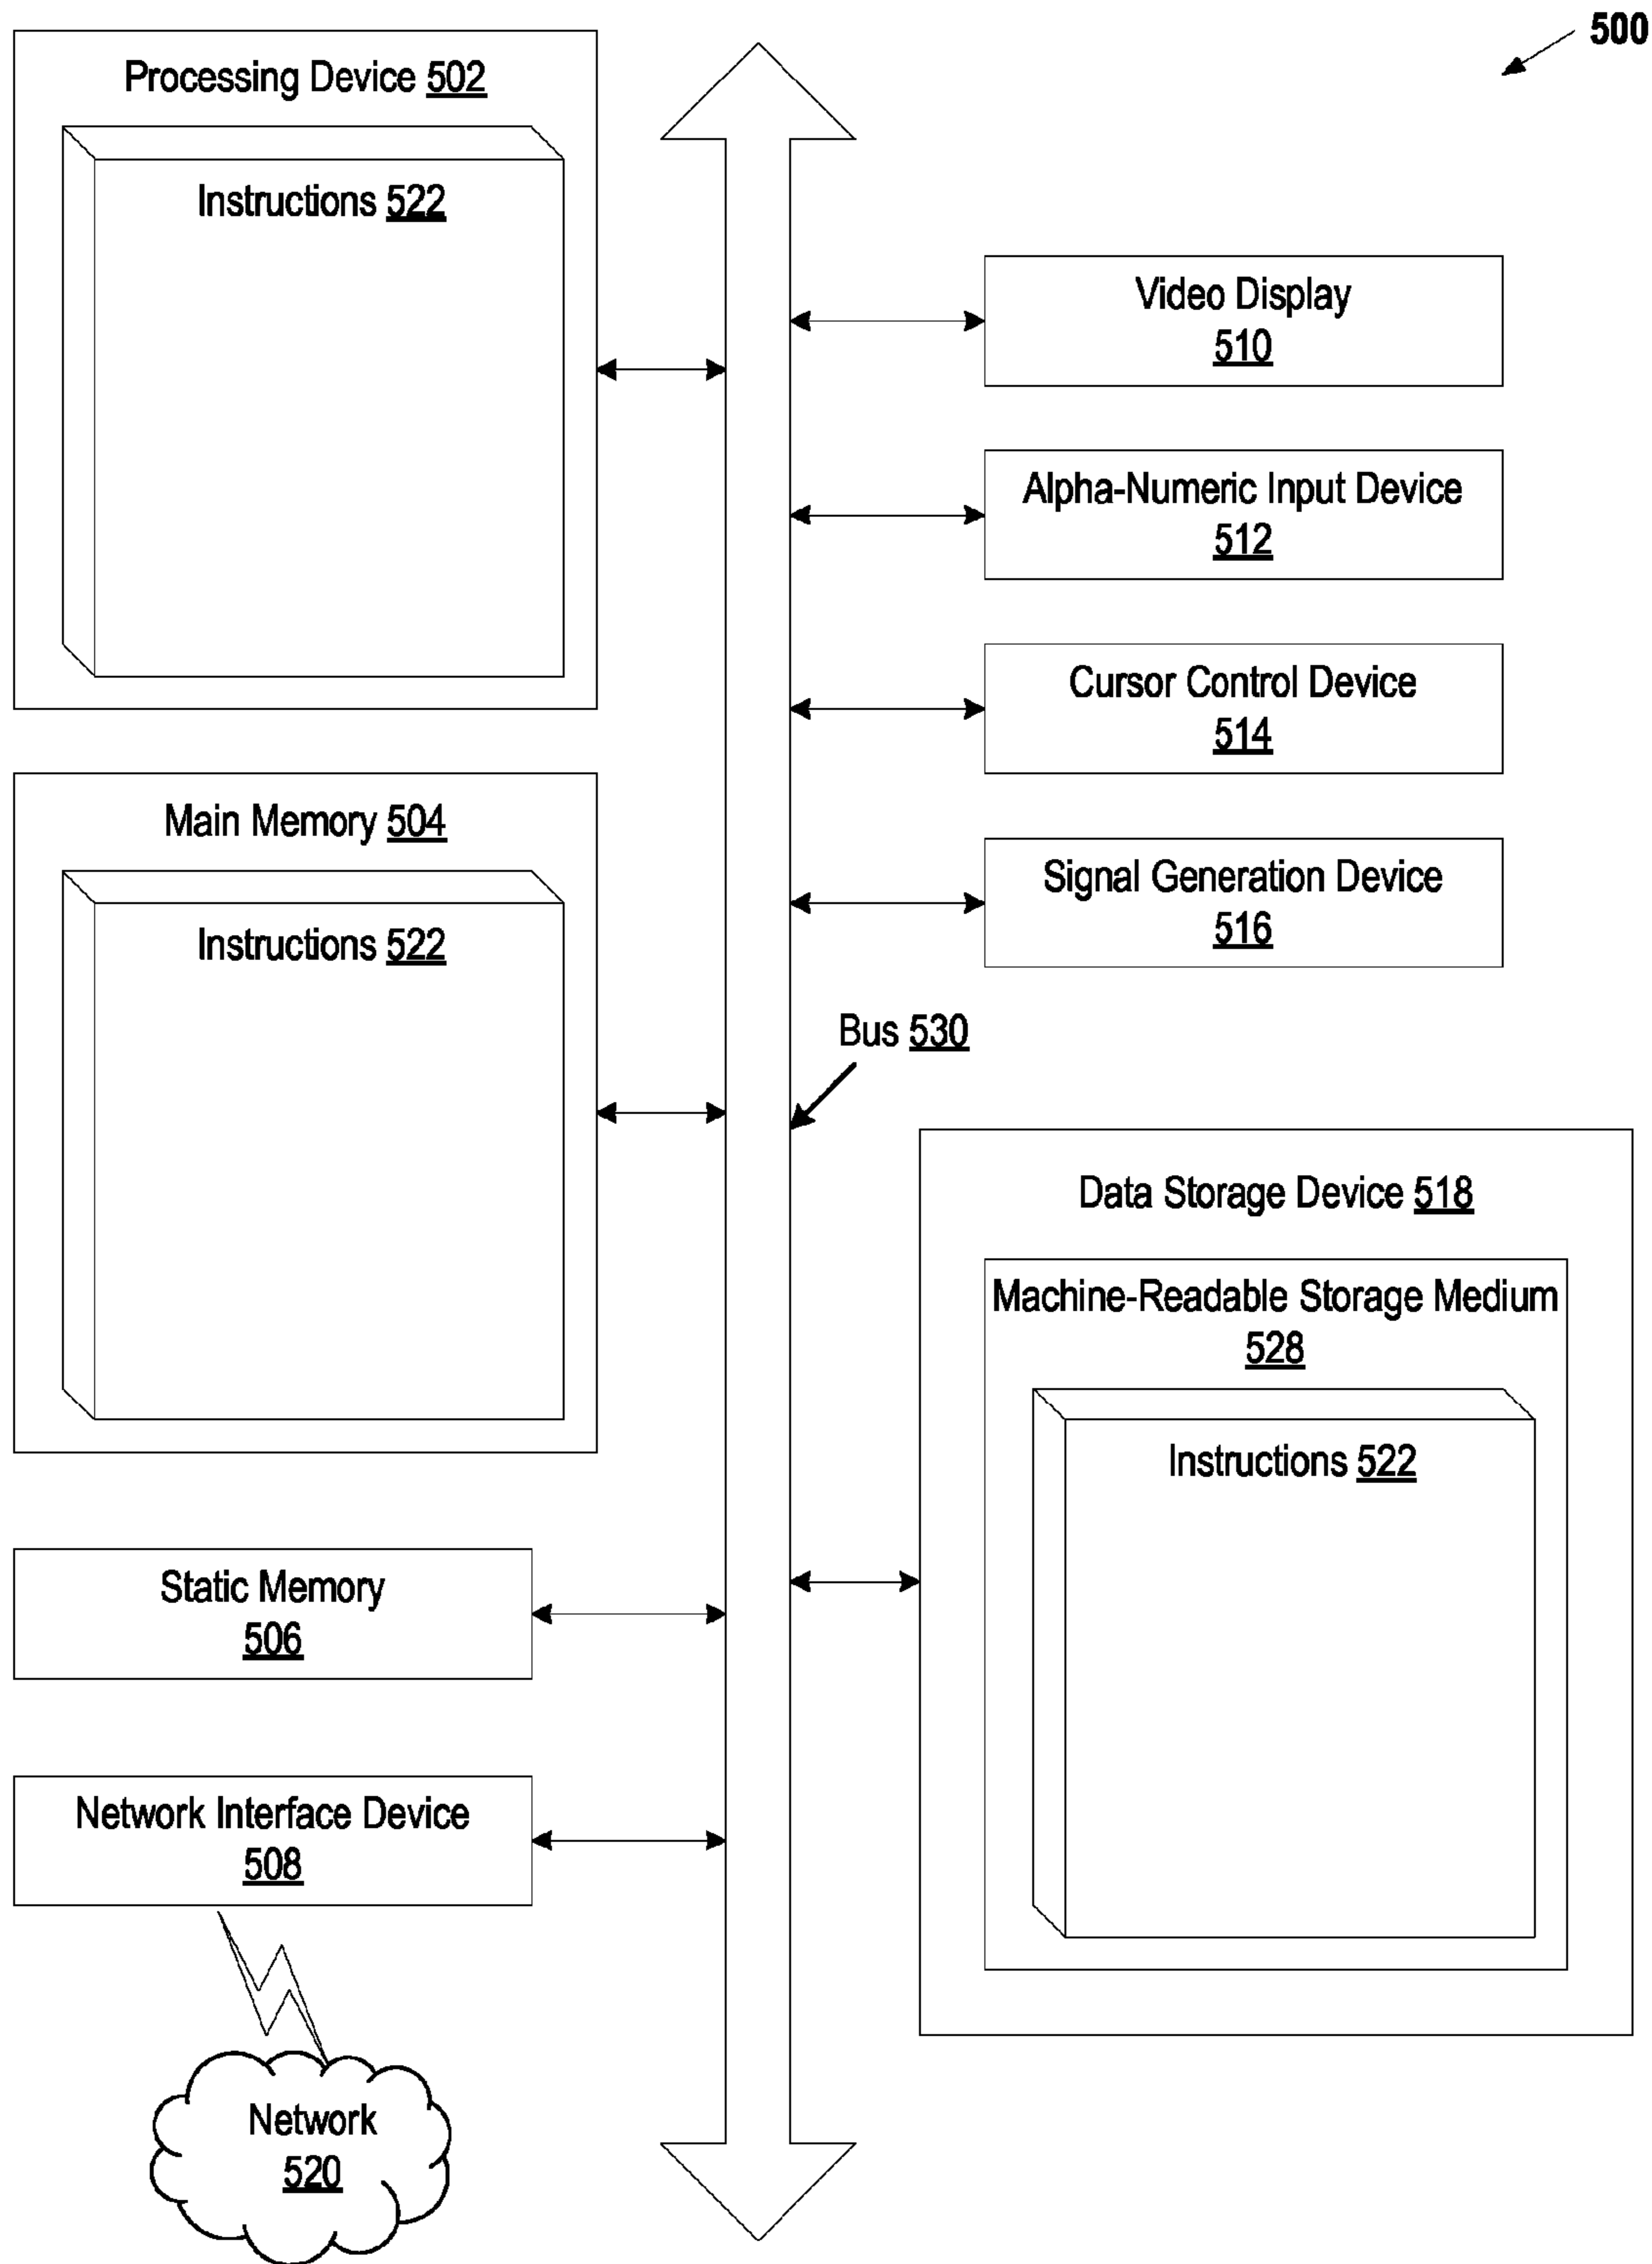 500
Processing Device 502
Instructions 522
Main Memory 504
Instructions 522
Static Memory
506
Network Interface Device
508
Network
520
Video Display
510
Alpha-Numeric Input Device
512
Cursor Control Device
514
Signal Generation Device
516
Bus 530
Data Storage Device 518
Machine-Readable Storage Medium
528
Instructions 522